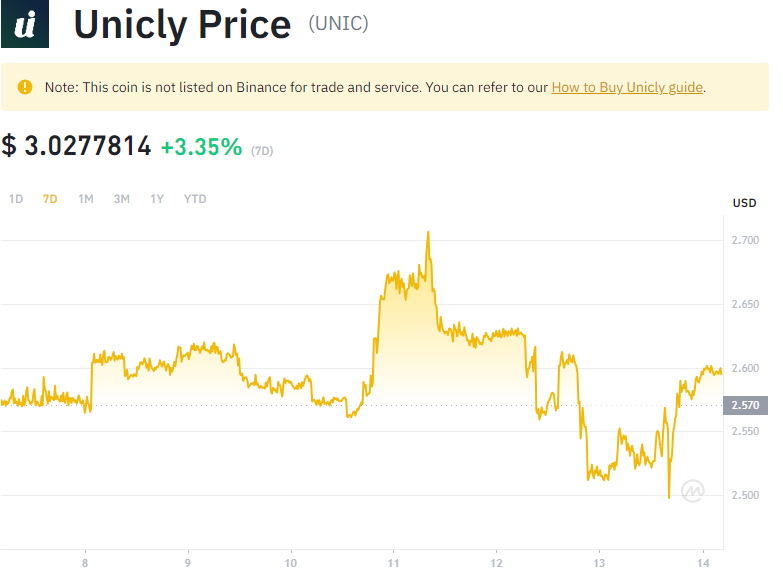 ui
Unicly Price (UNIC)
Note: This coin is not listed on Binance for trade and service. You can refer to our How to Buy Unicly guide.
$ 3.0277814 +3.35% (7D)
1D 7D 1M 3M 1Y YTD
USD
2.700
2.650
2.600
2.570
2.550
2.500
8 9 10 11 12 13 14